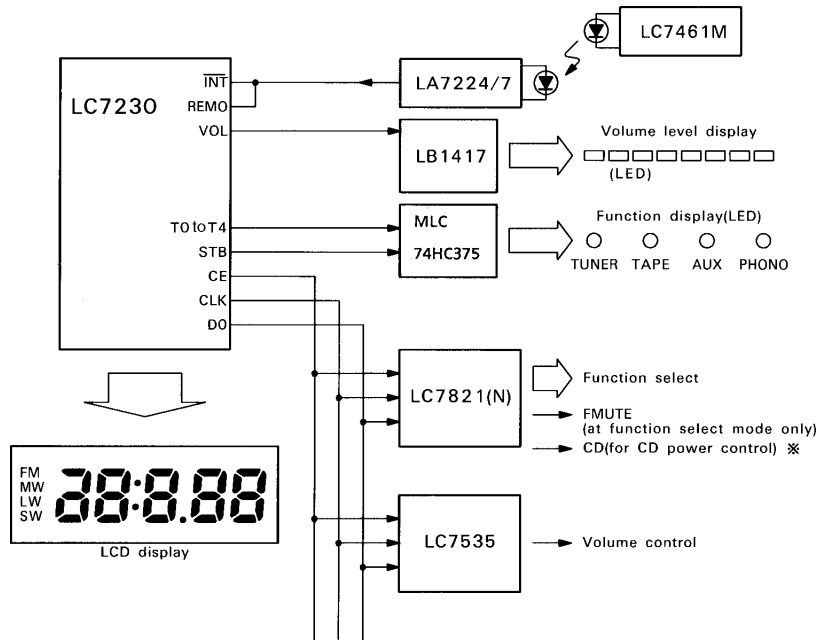 LC7461M
LC7230
INT
REMO
VOL
T0 to T4
STB
CE
CLK
DO
LA7224/7
LB1417
Volume level display
(LED)
MLC
74HC375
Function display(LED)
TUNER TAPE AUX PHONO
LC7821(N)
Function select
FMUTE
(at function select mode only)
CD(for CD power control) ※
FM
MW
LW
SW
38:8.88
LCD display
LC7535
Volume control